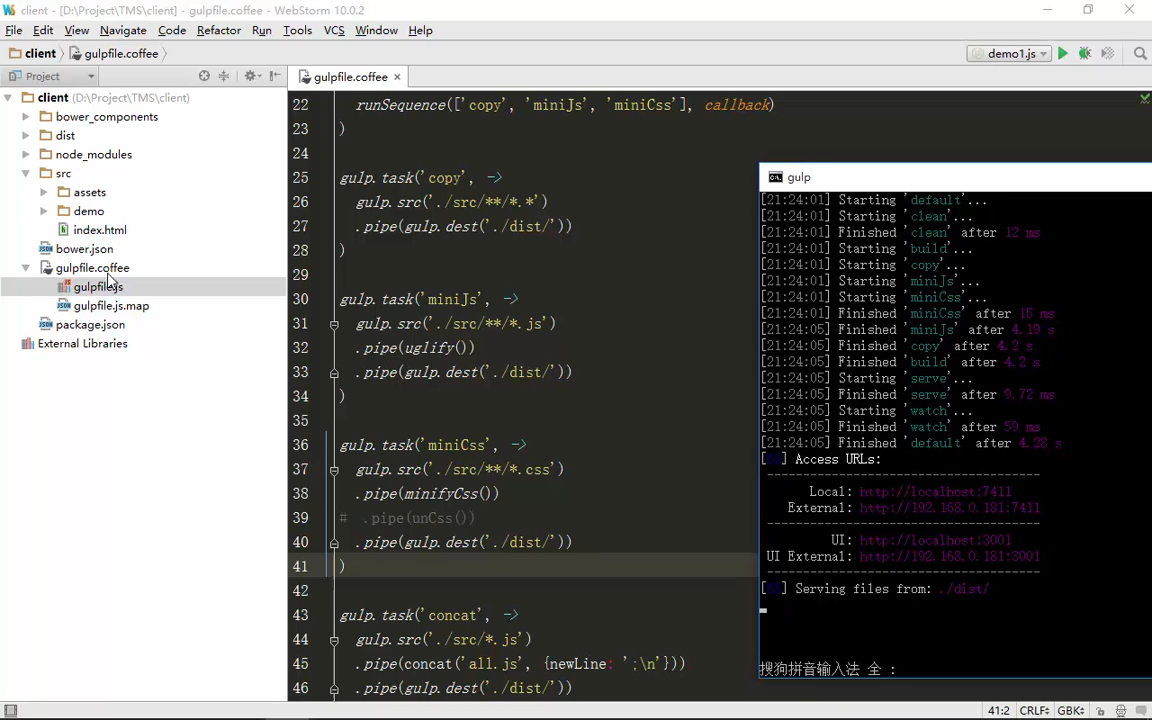 client - [D:\Project\TMS\client] - ...\gulpfile.coffee - WebStorm 10.0.2
File Edit View Navigate Code Refactor Run Tools VCS Window Help
client gulpfile.coffee demo1.js
Project
gulpfile.coffee
client (D:\Project\TMS\client)
bower_components
dist
node_modules
src
assets
demo
index.html
bower.json
gulpfile.coffee
gulpfile.js
gulpfile.js.map
package.json
External Libraries
22 runSequence(['copy', 'miniJs', 'miniCss'], callback)
23 )
24
25 gulp.task('copy', ->
26 gulp.src('./src/**/*.*')
27 .pipe(gulp.dest('./dist/'))
28 )
29
30 gulp.task('miniJs', ->
31 gulp.src('./src/**/*.js')
32 .pipe(uglify())
33 .pipe(gulp.dest('./dist/'))
34 )
35
36 gulp.task('miniCss', ->
37 gulp.src('./src/**/*.css')
38 .pipe(minifyCss())
39 # .pipe(unCss())
40 .pipe(gulp.dest('./dist/'))
41 )
42
43 gulp.task('concat', ->
44 gulp.src('./src/*.js')
45 .pipe(concat('all.js', {newLine: ';\n'}))
46 .pipe(gulp.dest('./dist/'))
gulp
[21:24:01] Starting 'default'...
[21:24:01] Starting 'clean'...
[21:24:01] Finished 'clean' after 12 ms
[21:24:01] Starting 'build'...
[21:24:01] Starting 'copy'...
[21:24:01] Starting 'miniJs'...
[21:24:01] Starting 'miniCss'...
[21:24:01] Finished 'miniCss' after 15 ms
[21:24:05] Finished 'miniJs' after 4.19 s
[21:24:05] Finished 'copy' after 4.2 s
[21:24:05] Finished 'build' after 4.2 s
[21:24:05] Starting 'serve'...
[21:24:05] Finished 'serve' after 9.72 ms
[21:24:05] Starting 'watch'...
[21:24:05] Finished 'watch' after 59 ms
[21:24:05] Finished 'default' after 4.28 s
[ ] Access URLs:
--------------------------------------
Local: http://localhost:7411
External: http://192.168.0.181:7411
--------------------------------------
UI: http://localhost:3001
UI External: http://192.168.0.181:3001
--------------------------------------
[ ] Serving files from: ./dist/
搜狗拼音输入法 全 :
41:2 CRLF GBK